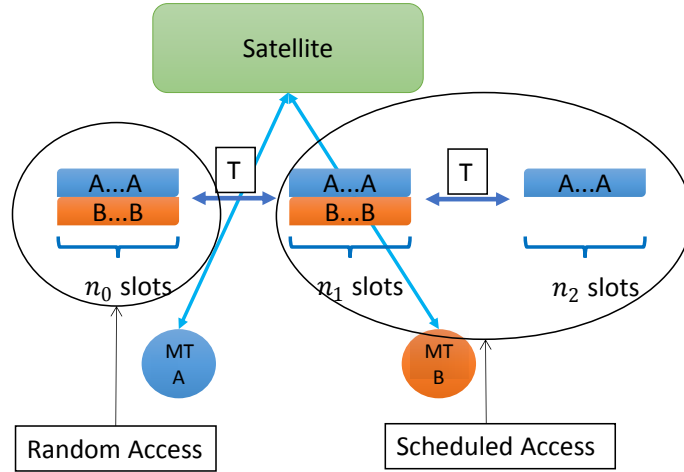 Satellite
T
T
A...A
A...A
A...A
B...B
B...B
n₀ slots
n₁ slots
n₂ slots
MT
A
MT
B
Random Access
Scheduled Access